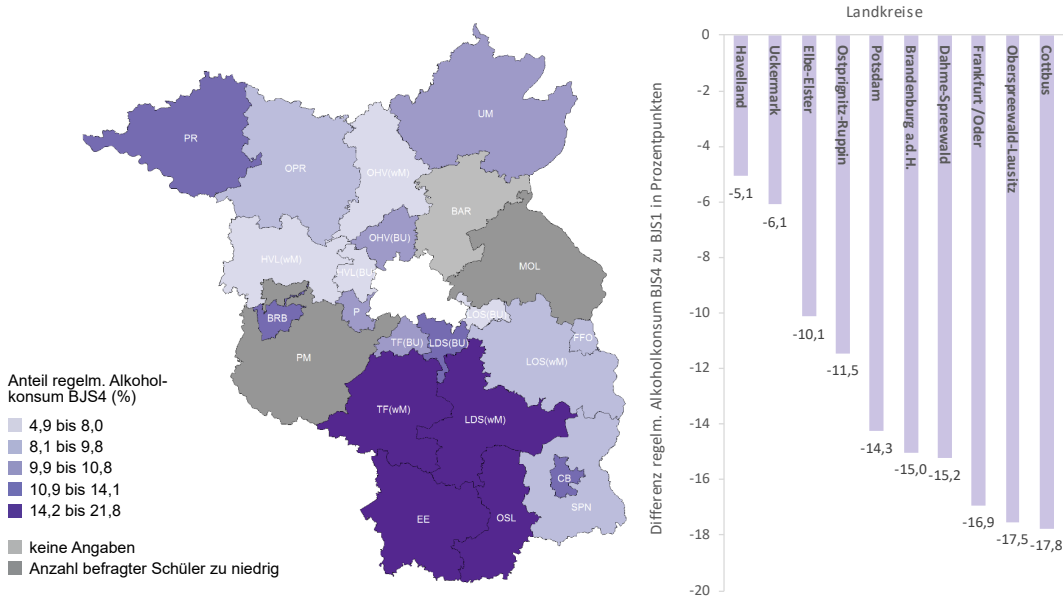 PR
OPR
OHV(wM)
UM
BAR
OHV(BU)
MOL
HVL(wM)
HVL(BU)
BRB
P
LOS(BU)
PM
TF(BU)
LDS(BU)
LOS(wM)
FFO
TF(wM)
LDS(wM)
CB
SPN
EE
OSL
Anteil regelm. Alkohol-
konsum BJS4 (%)
4,9 bis 8,0
8,1 bis 9,8
9,9 bis 10,8
10,9 bis 14,1
14,2 bis 21,8
keine Angaben
Anzahl befragter Schüler zu niedrig
Landkreise
Differenz regelm. Alkoholkonsum BJS4 zu BJS1 in Prozentpunkten
0
-2
-4
-6
-8
-10
-12
-14
-16
-18
-20
Havelland
Uckermark
Elbe-Elster
Ostprignitz-Ruppin
Potsdam
Brandenburg a.d.H.
Dahme-Spreewald
Frankfurt /Oder
Oberspreewald-Lausitz
Cottbus
-5,1
-6,1
-10,1
-11,5
-14,3
-15,0
-15,2
-16,9
-17,5
-17,8